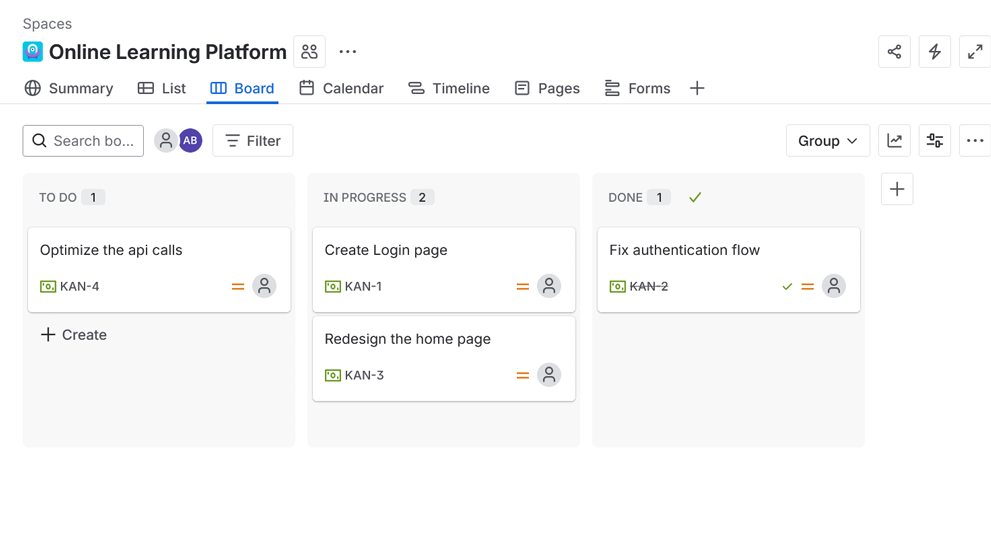 Spaces
Online Learning Platform
Summary List Board Calendar Timeline Pages Forms
Search bo... AB Filter Group
TO DO 1
Optimize the api calls
KAN-4
Create
IN PROGRESS 2
Create Login page
KAN-1
Redesign the home page
KAN-3
DONE 1
Fix authentication flow
KAN-2